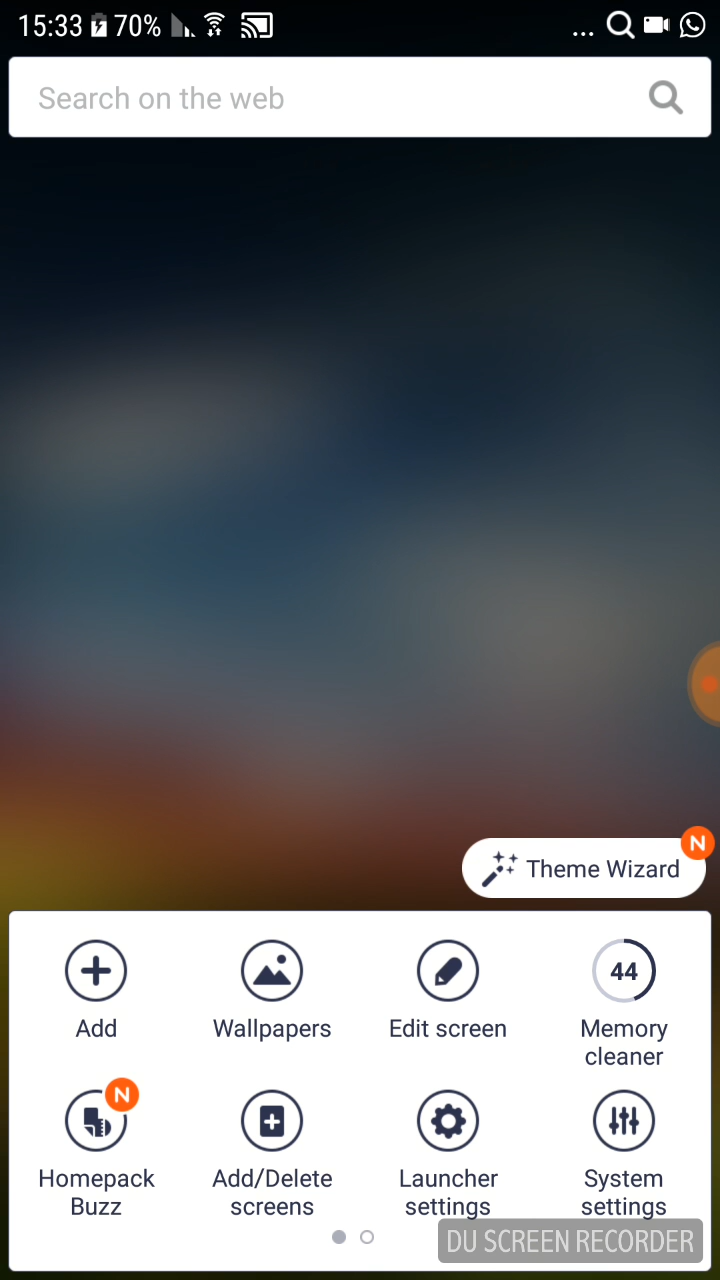 15:33 70% ...
Search on the web
N
Theme Wizard
Add Wallpapers Edit screen 44 Memory cleaner
N
Homepack Buzz Add/Delete screens Launcher settings System settings
DU SCREEN RECORDER